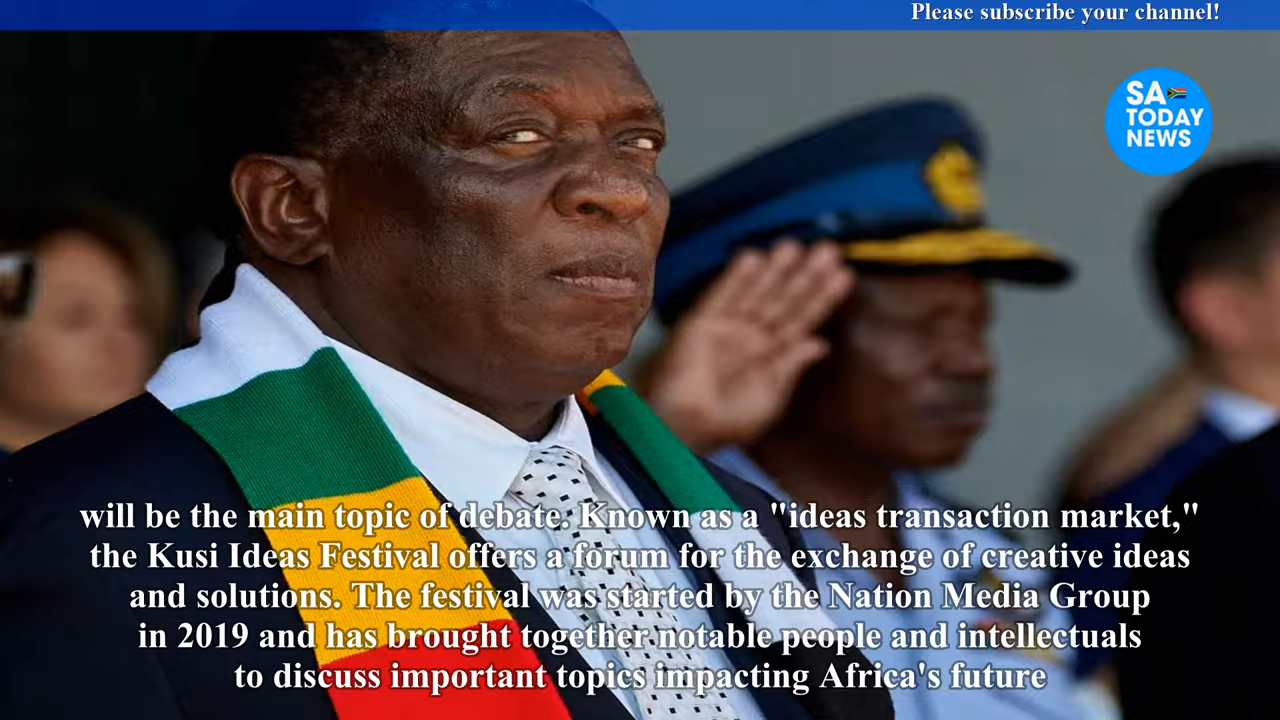 Please subscribe your channel!
SA
TODAY
NEWS
will be the main topic of debate. Known as a "ideas transaction market,"
the Kusi Ideas Festival offers a forum for the exchange of creative ideas
and solutions. The festival was started by the Nation Media Group
in 2019 and has brought together notable people and intellectuals
to discuss important topics impacting Africa's future